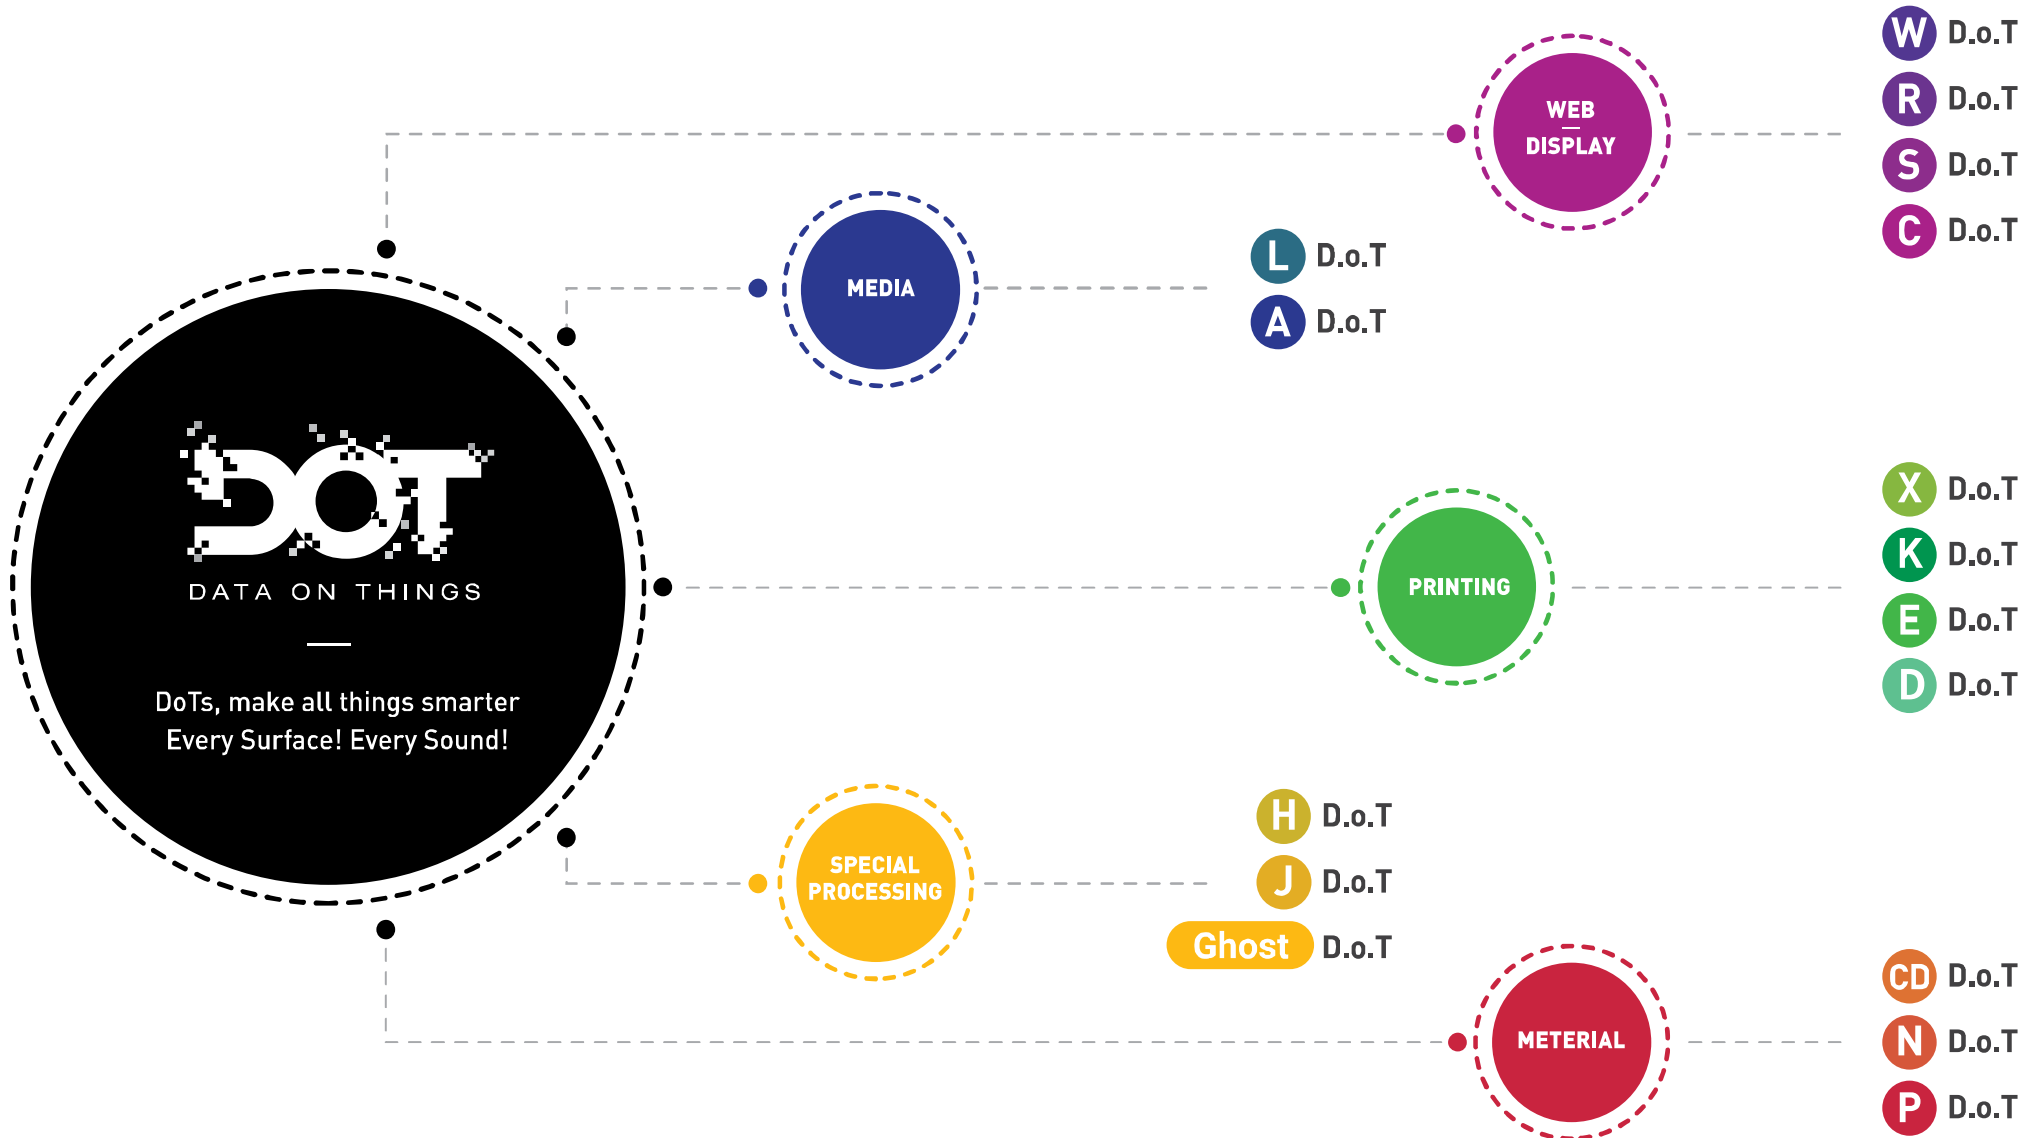 DOT
DATA ON THINGS
DoTs, make all things smarter
Every Surface! Every Sound!
WEB
DISPLAY
W D.o.T
R D.o.T
S D.o.T
C D.o.T
MEDIA
L D.o.T
A D.o.T
PRINTING
X D.o.T
K D.o.T
E D.o.T
D D.o.T
SPECIAL
PROCESSING
H D.o.T
J D.o.T
Ghost D.o.T
METERIAL
CD D.o.T
N D.o.T
P D.o.T